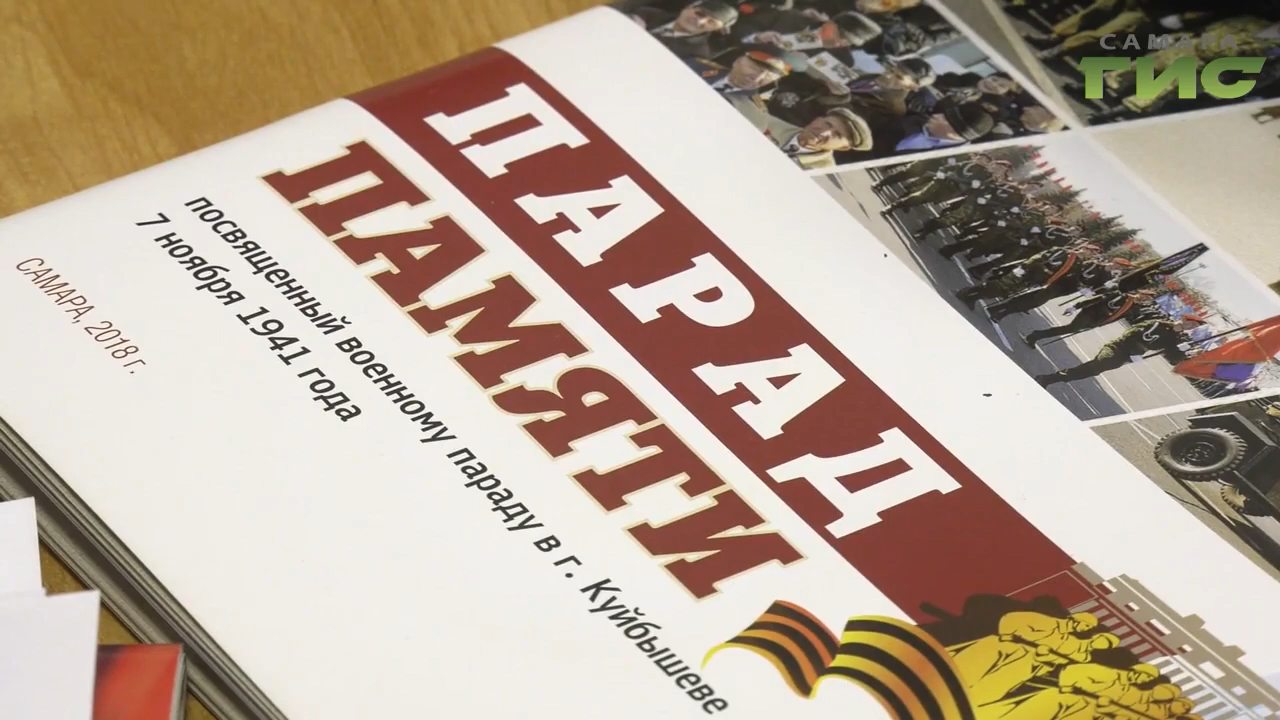 САМАРА
ГИС
ПАРАД
ПАМЯТИ
посвященный военному параду в г. Куйбышеве
7 ноября 1941 года
САМАРА, 2018 г.